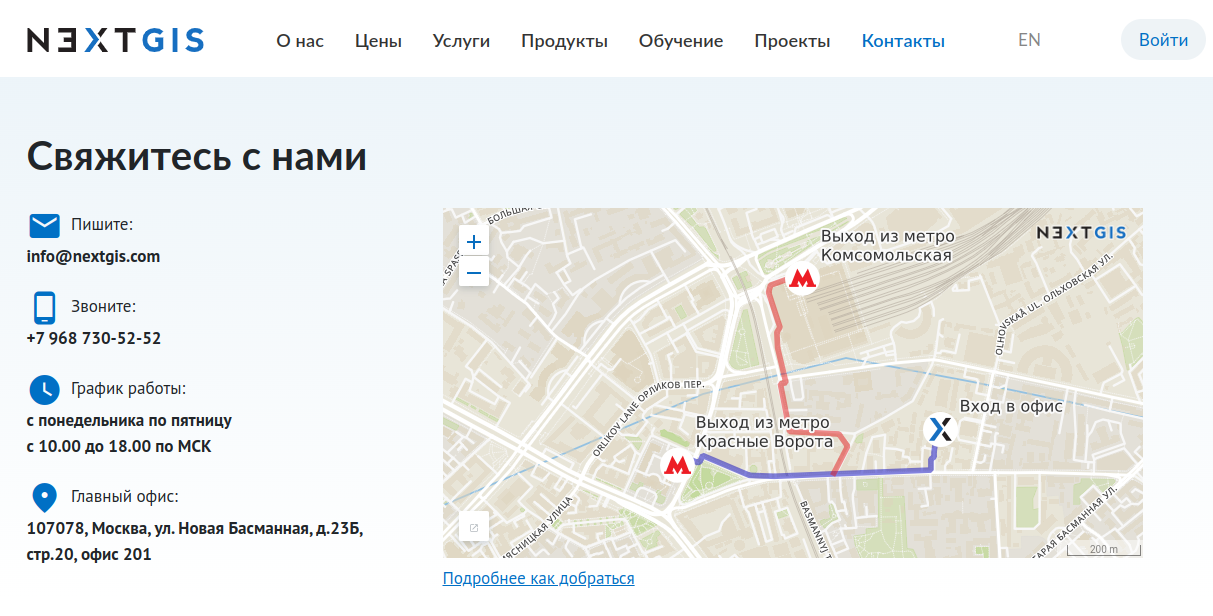 NEXTGIS
О нас
Цены
Услуги
Продукты
Обучение
Проекты
Контакты
EN
Войти
Свяжитесь с нами
Пишите:
info@nextgis.com
Звоните:
+7 968 730-52-52
График работы:
с понедельника по пятницу
с 10.00 до 18.00 по МСК
Главный офис:
107078, Москва, ул. Новая Басманная, д.23Б,
стр.20, офис 201
+
−
Выход из метро
Комсомольская
NEXTGIS
OLHOVSKAÂ UL. ОЛЬХОВСКАЯ УЛ.
ORLIKOV LANE ОРЛИКОВ ПЕР.
Вход в офис
Выход из метро
Красные Ворота
BASMANNYJ
200 m
Подробнее как добраться